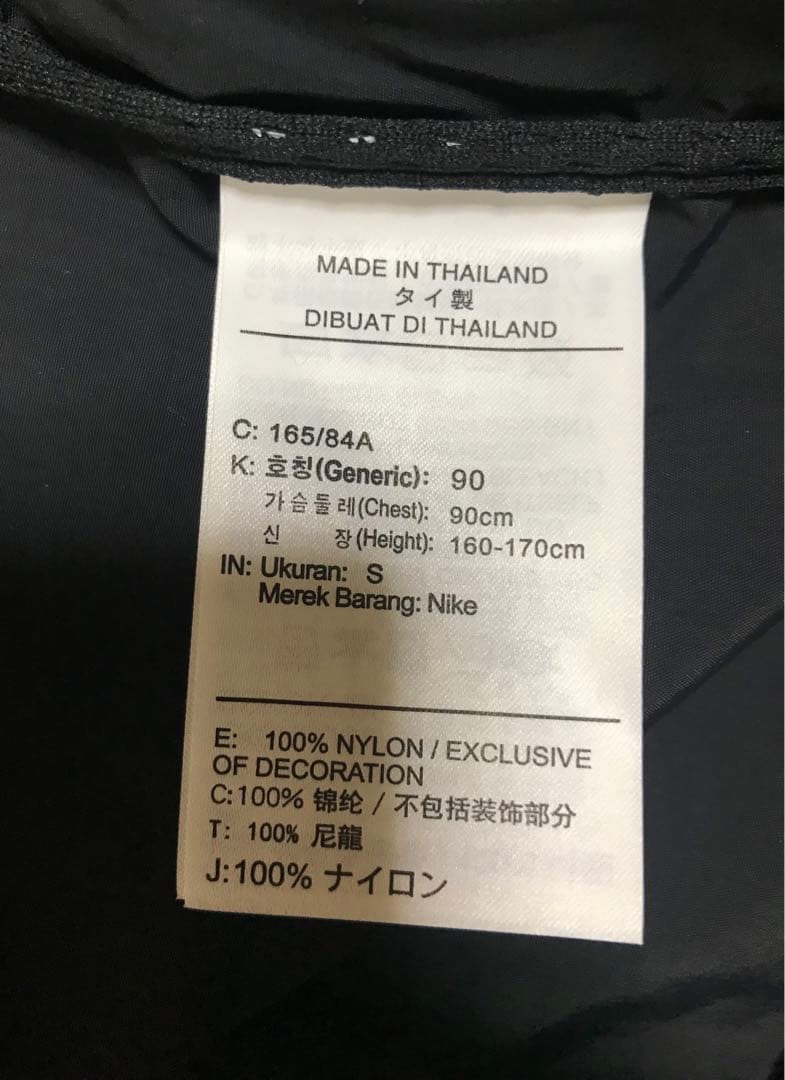 MADE IN THAILAND
タイ製
DIBUAT DI THAILAND
C: 165/84A
K: 호칭(Generic): 90
가슴둘레(Chest): 90cm
신 장(Height): 160-170cm
IN: Ukuran: S
Merek Barang: Nike
E: 100% NYLON / EXCLUSIVE
OF DECORATION
C:100% 锦纶 / 不包括装饰部分
T: 100% 尼龍
J:100% ナイロン